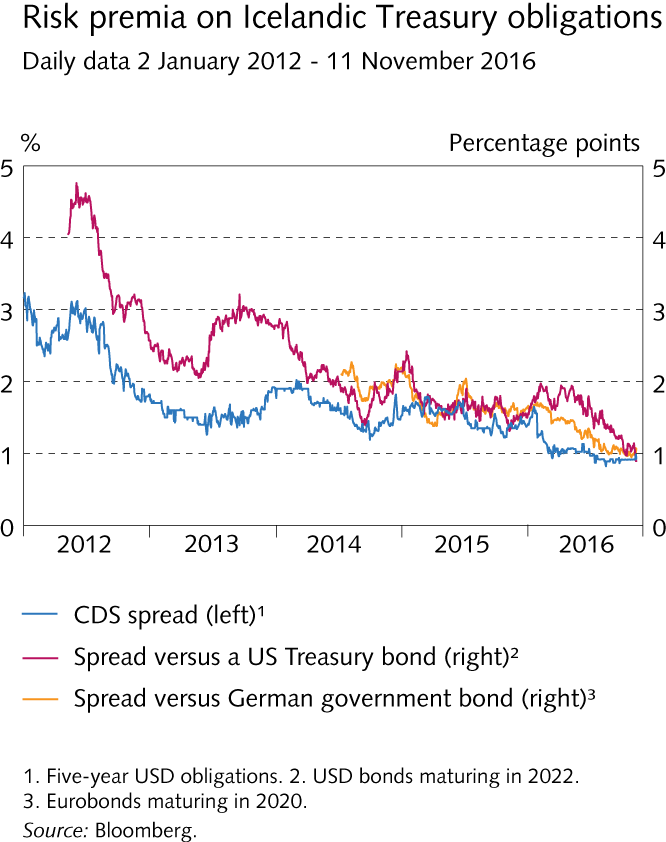 Risk premia on Icelandic Treasury obligations
Daily data 2 January 2012 - 11 November 2016
% Percentage points
5 5
4 4
3 3
2 2
1 1
0 0
2012 2013 2014 2015 2016
CDS spread (left)¹
Spread versus a US Treasury bond (right)²
Spread versus German government bond (right)³
1. Five-year USD obligations. 2. USD bonds maturing in 2022.
3. Eurobonds maturing in 2020.
Source: Bloomberg.